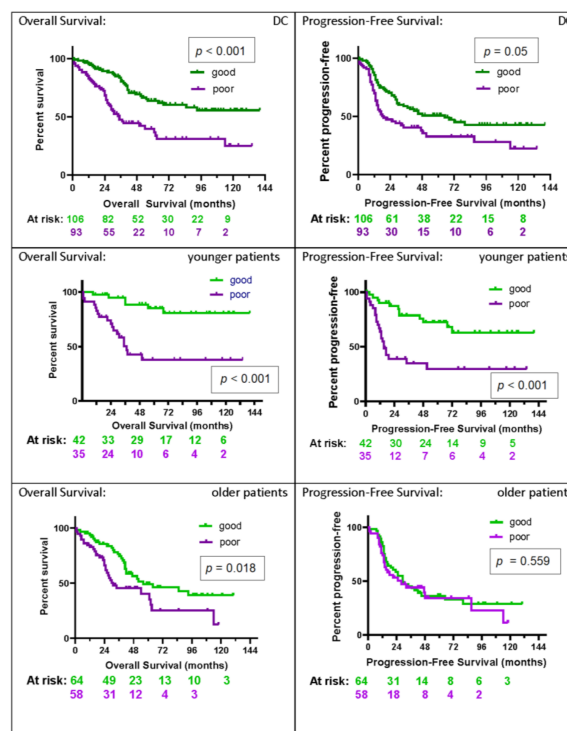 Overall Survival: DC
p < 0.001
good
poor
Percent survival
100
50
0
0 24 48 72 96 120 144
Overall Survival (months)
At risk: 106 82 52 30 22 9
93 55 22 10 7 2
Progression-Free Survival: DC
p = 0.05
good
poor
Percent progression-free
100
50
0
0 24 48 72 96 120 144
Progression-Free Survival (months)
At risk: 106 61 38 22 15 8
93 30 15 10 6 2
Overall Survival: younger patients
good
poor
Percent survival
100
50
0
0 24 48 72 96 120 144
p < 0.001
Overall Survival (months)
At risk: 42 33 29 17 12 6
35 24 10 6 4 2
Progression-Free Survival: younger patients
good
poor
Percent progression-free
100
50
0
0 24 48 72 96 120 144
p < 0.001
Progression-Free Survival (months)
At risk: 42 30 24 14 9 5
35 12 7 6 4 2
Overall Survival: older patients
good
poor
p = 0.018
Percent survival
100
50
0
0 24 48 72 96 120 144
Overall Survival (months)
At risk: 64 49 23 13 10 3
58 31 12 4 3
Progression-Free Survival: older patient
good
poor
p = 0.559
Percent progression-free
100
50
0
0 24 48 72 96 120 144
Progression-Free Survival (months)
At risk: 64 31 14 8 6 3
58 18 8 4 2